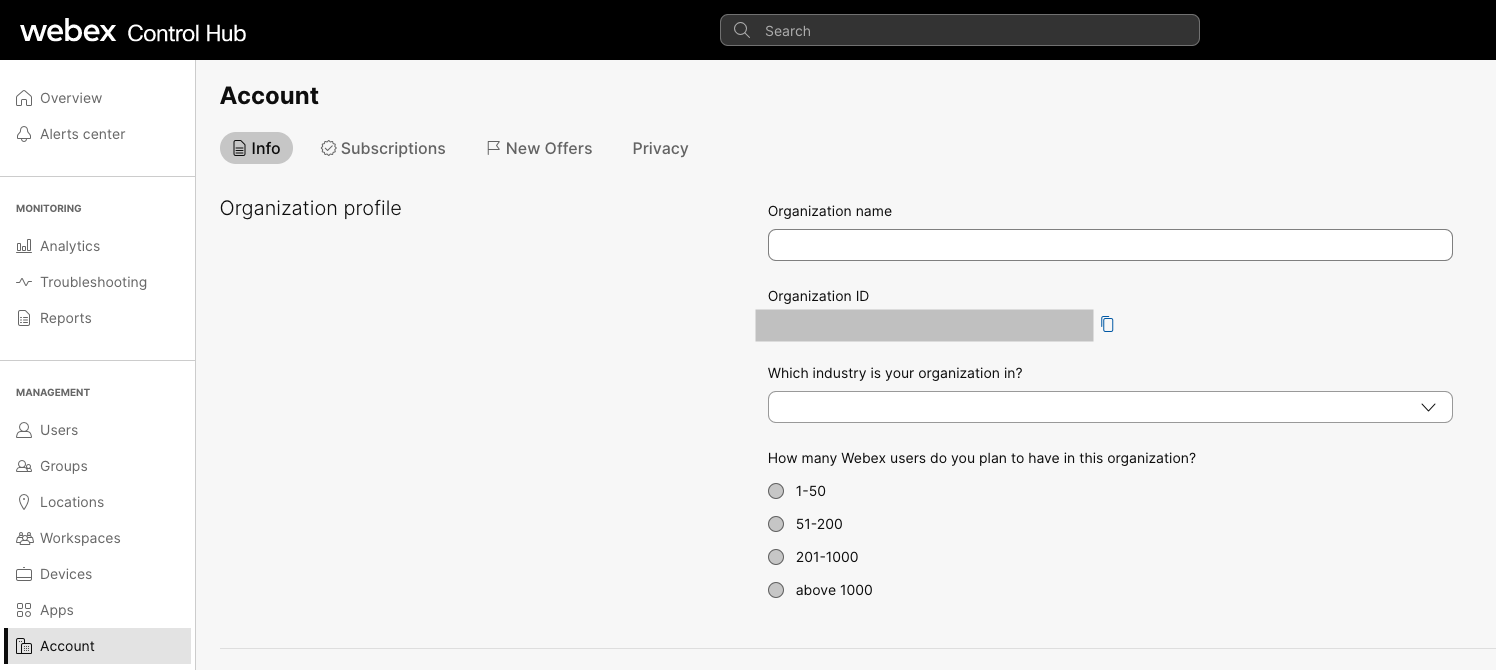 webex Control Hub
Search
Overview
Alerts center
MONITORING
Analytics
Troubleshooting
Reports
MANAGEMENT
Users
Groups
Locations
Workspaces
Devices
Apps
Account
Account
Info Subscriptions New Offers Privacy
Organization profile
Organization name
Organization ID
Which industry is your organization in?
How many Webex users do you plan to have in this organization?
1-50
51-200
201-1000
above 1000